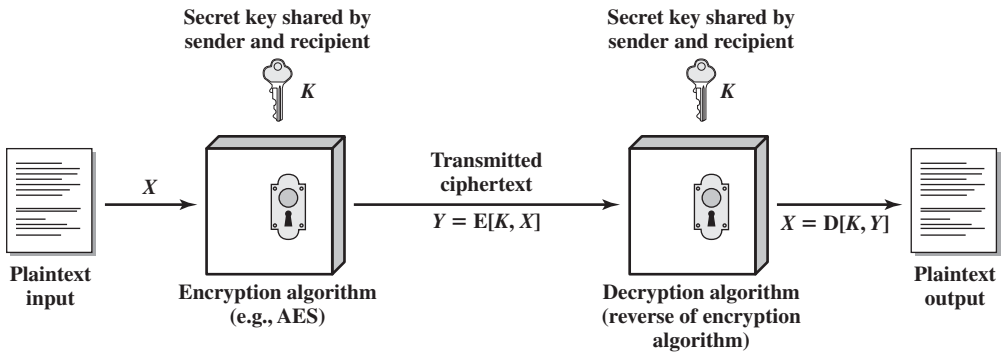 Secret key shared by
sender and recipient
K
Secret key shared by
sender and recipient
K
X
Transmitted
ciphertext
Y = E[K, X]
X = D[K, Y]
Plaintext
input
Encryption algorithm
(e.g., AES)
Decryption algorithm
(reverse of encryption
algorithm)
Plaintext
output